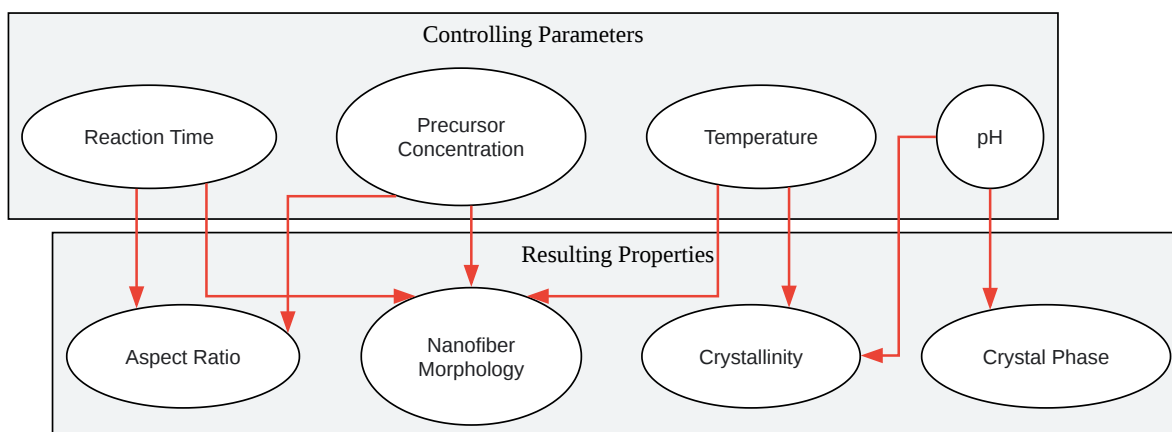 Controlling Parameters
Reaction Time
Precursor
Concentration
Temperature
pH
Resulting Properties
Aspect Ratio
Nanofiber
Morphology
Crystallinity
Crystal Phase